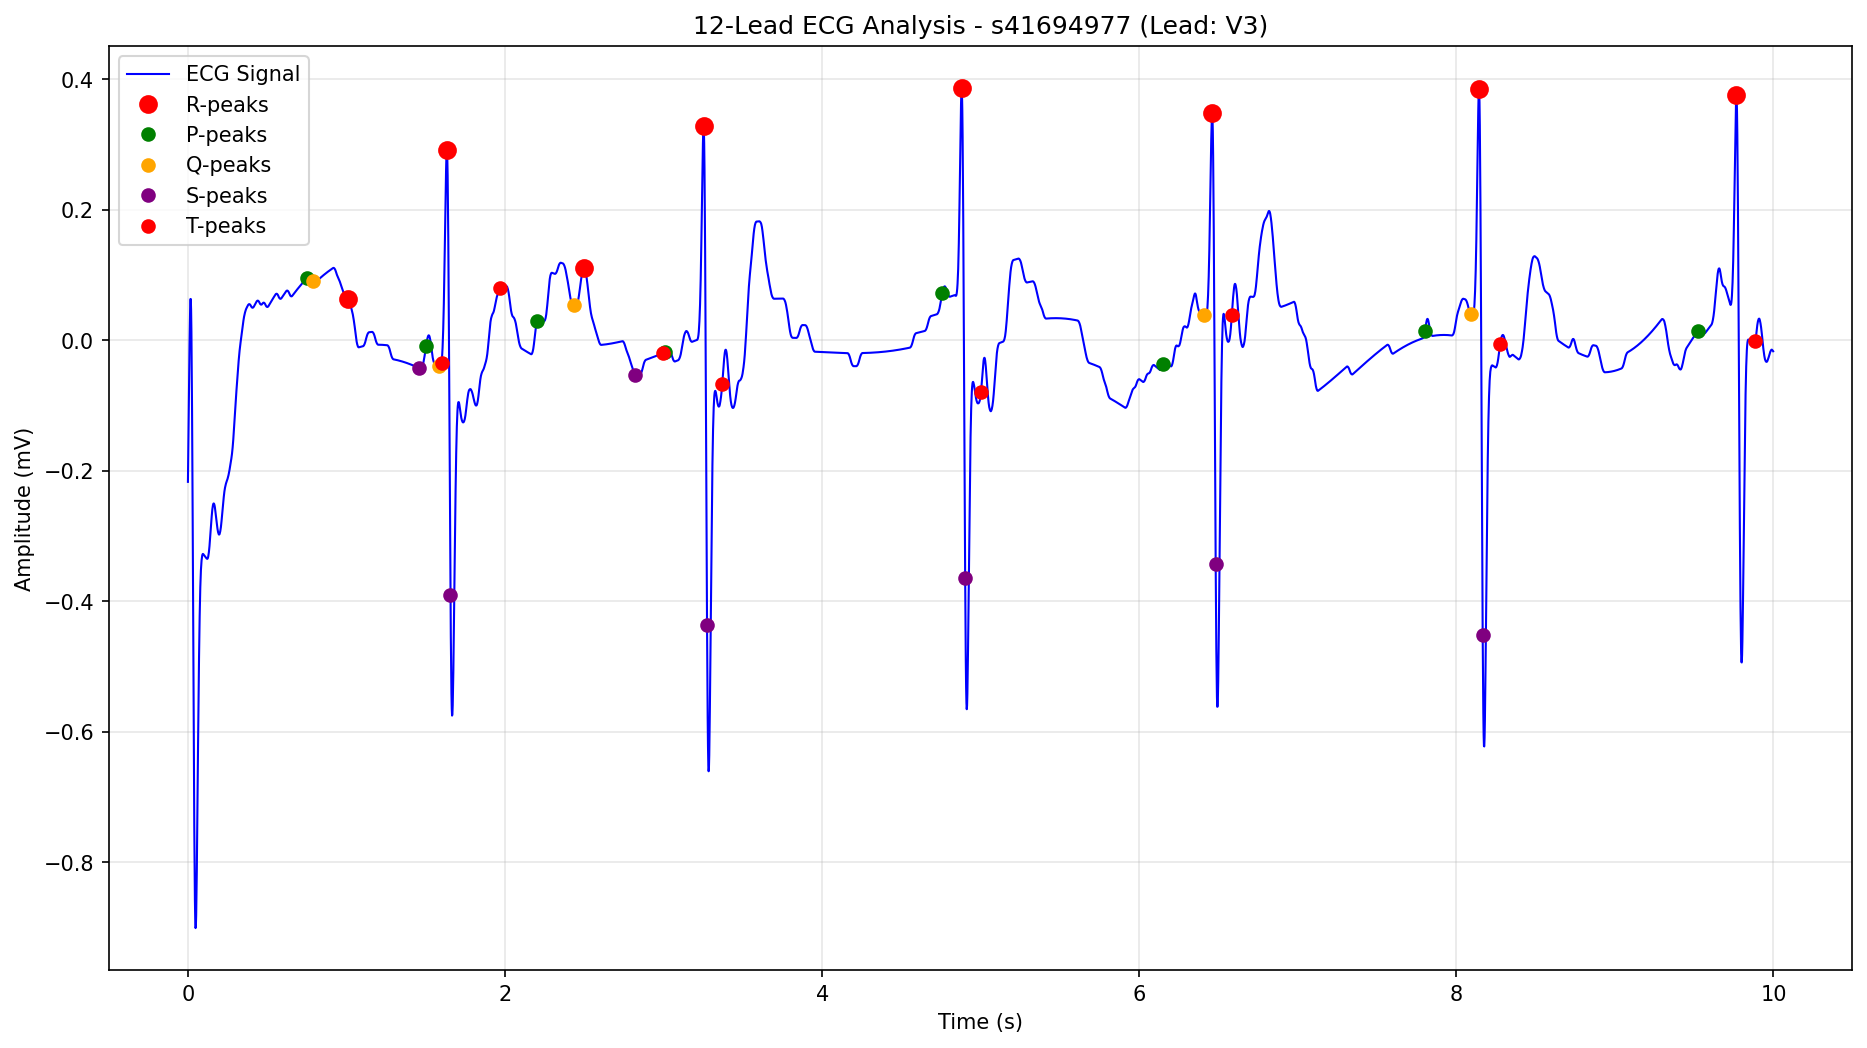 12-Lead ECG Analysis - s41694977 (Lead: V3)
ECG Signal
R-peaks
P-peaks
Q-peaks
S-peaks
T-peaks
0.4
0.2
0.0
−0.2
−0.4
−0.6
−0.8
Amplitude (mV)
0 2 4 6 8 10
Time (s)